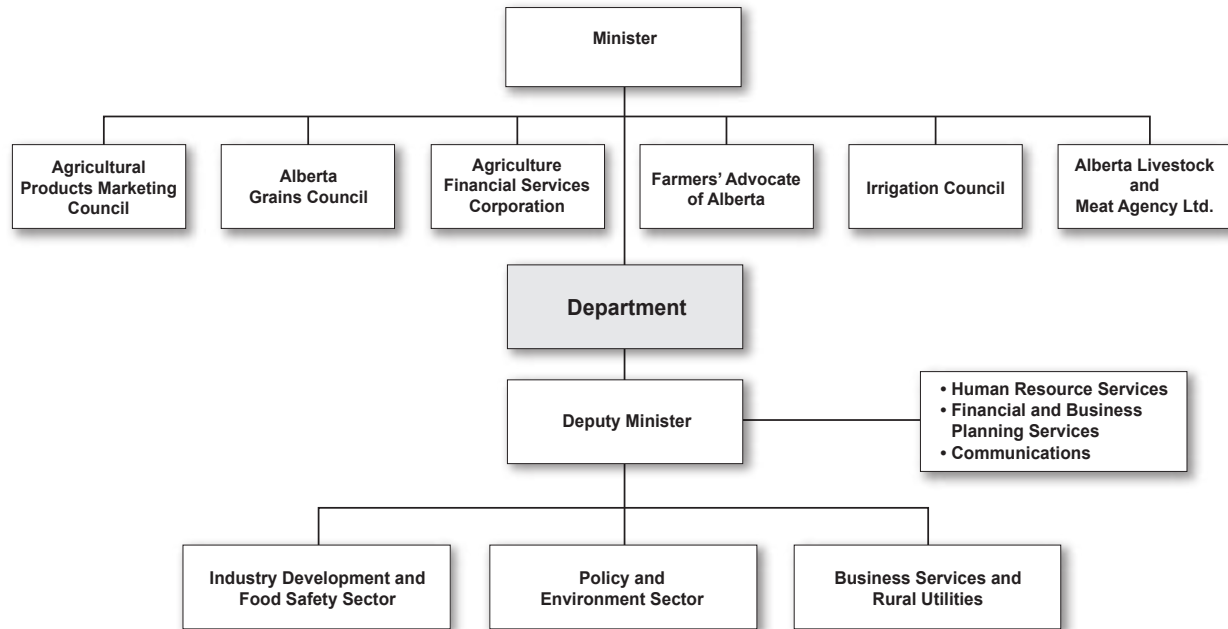 Minister
Agricultural
Products Marketing
Council
Alberta
Grains Council
Agriculture
Financial Services
Corporation
Farmers’ Advocate
of Alberta
Irrigation Council
Alberta Livestock
and
Meat Agency Ltd.
Department
Deputy Minister
• Human Resource Services
• Financial and Business
Planning Services
• Communications
Industry Development and
Food Safety Sector
Policy and
Environment Sector
Business Services and
Rural Utilities